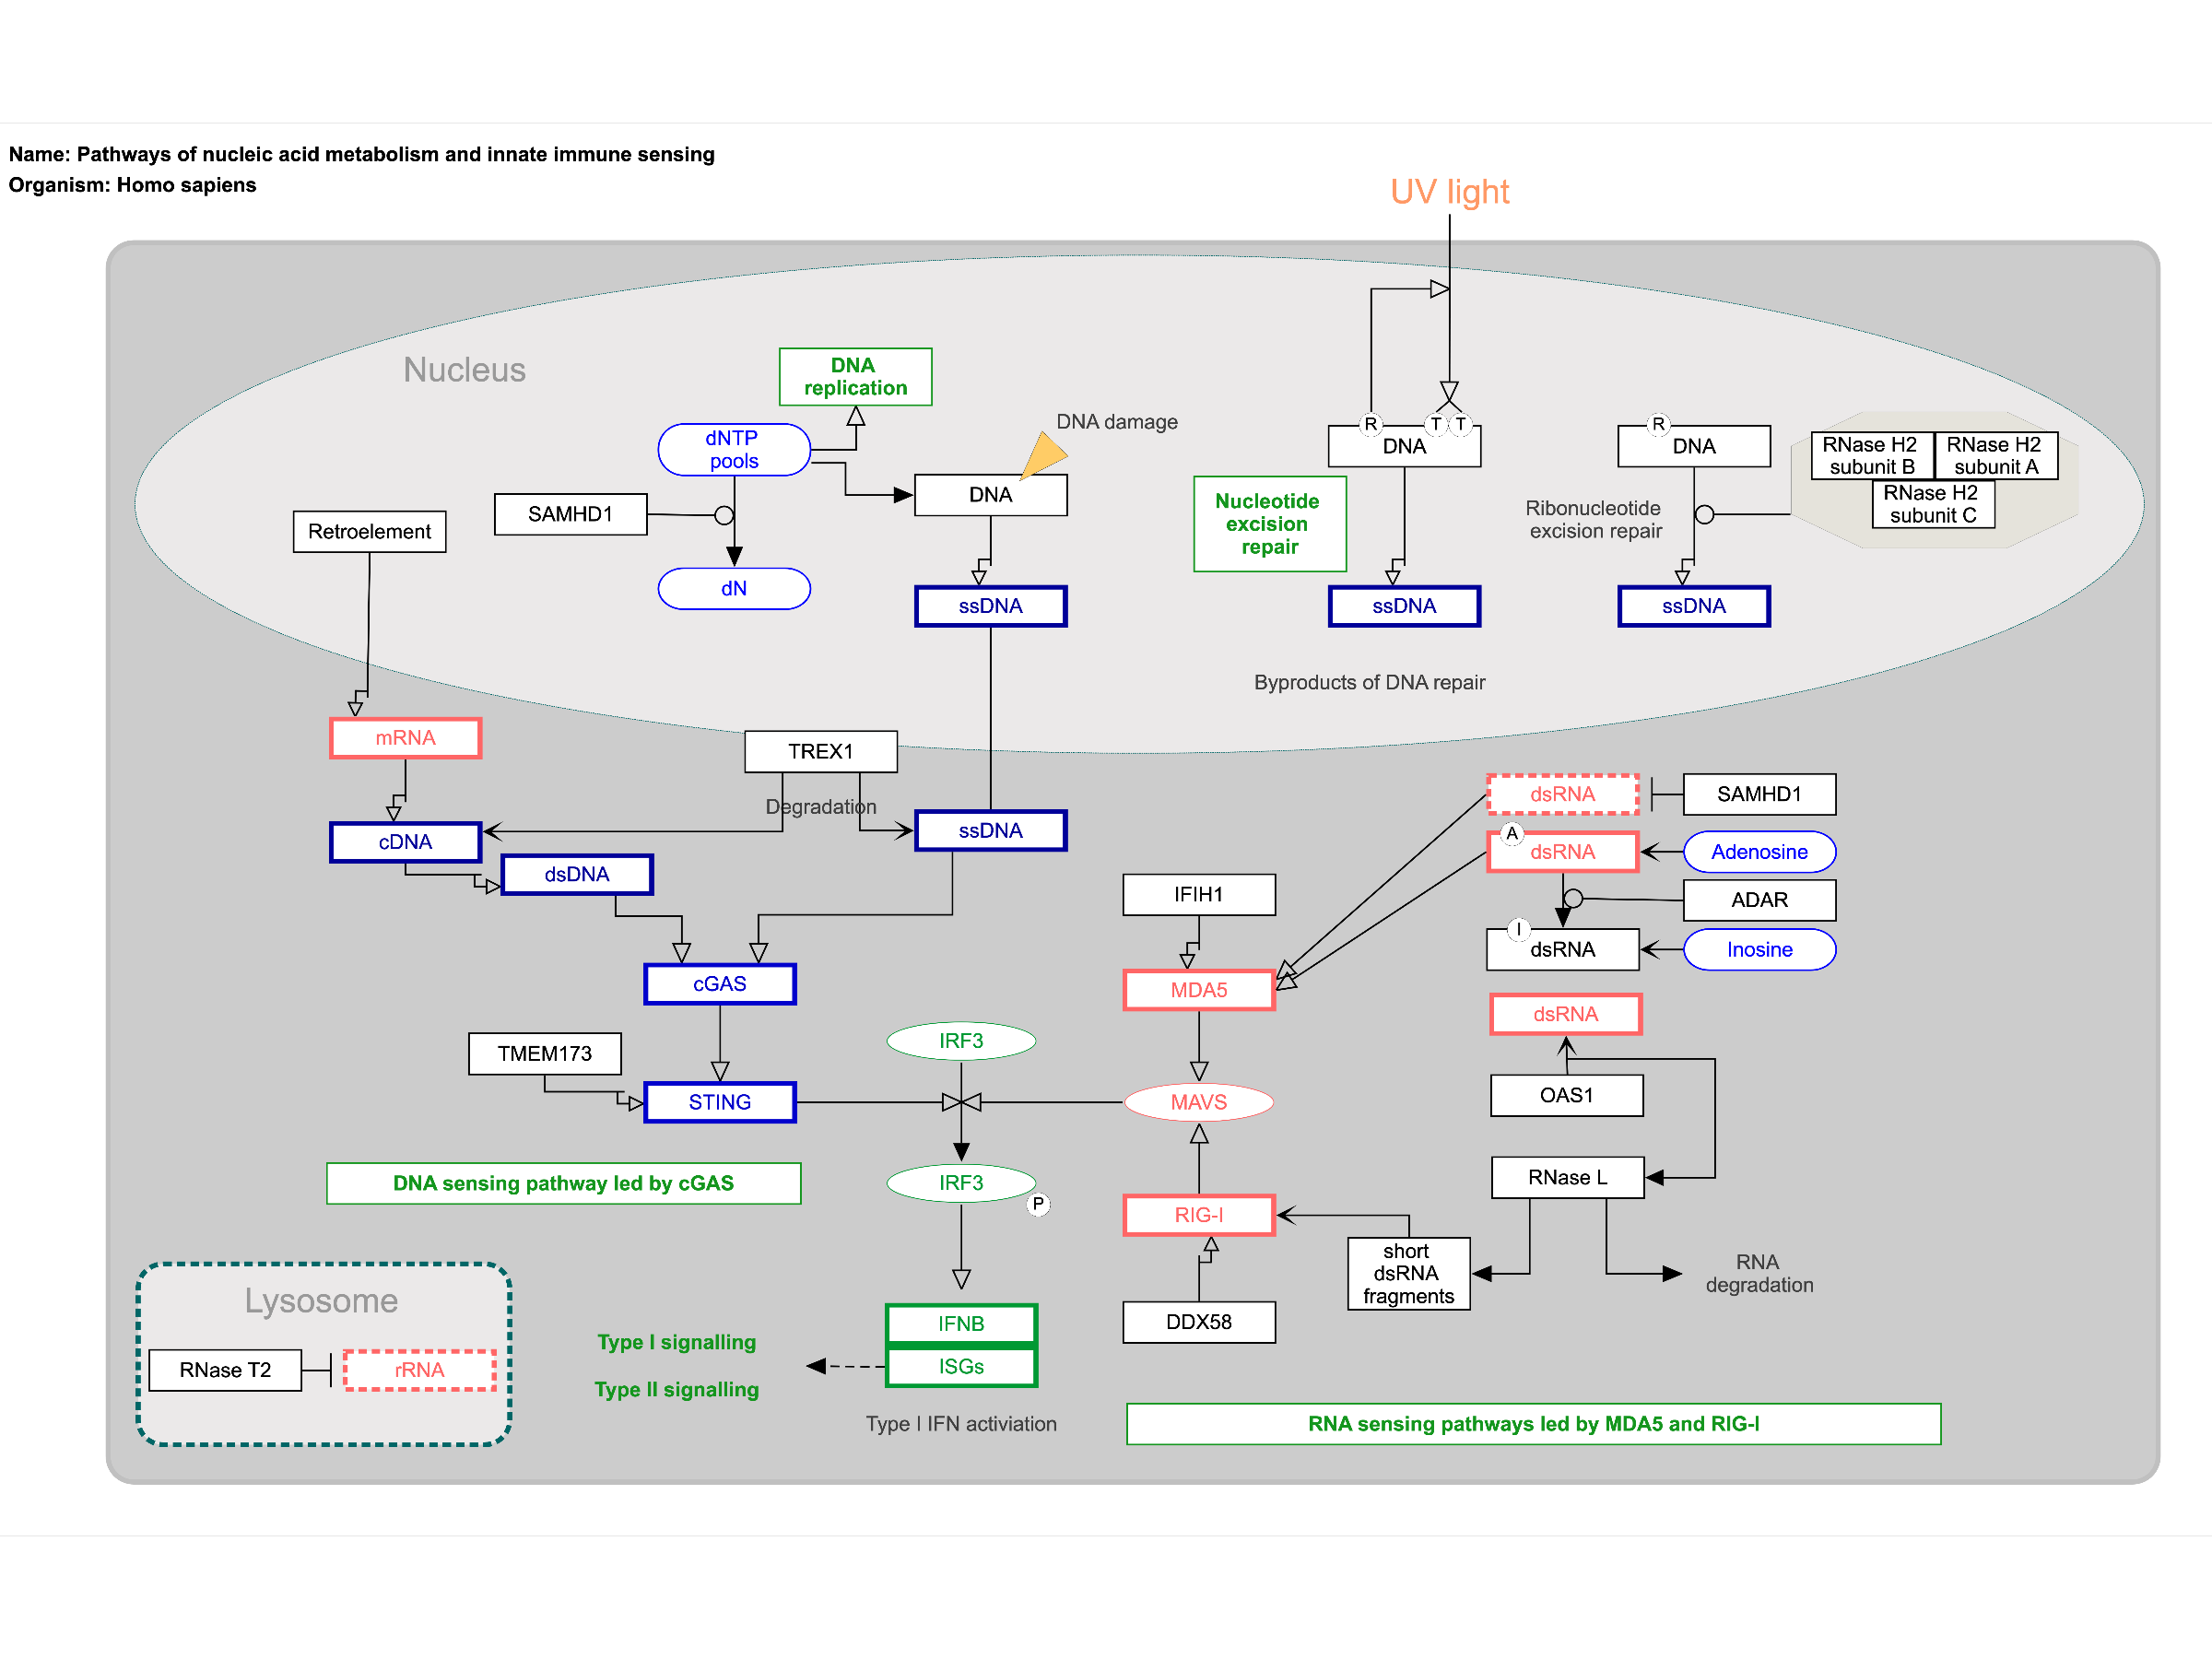 Name: Pathways of nucleic acid metabolism and innate immune sensing
Organism: Homo sapiens
UV light
Nucleus
DNA
replication
dNTP
pools
DNA damage
DNA
SAMHD1
Retroelement
dN
ssDNA
R
T
T
DNA
Nucleotide
excision
repair
ssDNA
R
DNA
Ribonucleotide
excision repair
ssDNA
RNase H2
subunit B
RNase H2
subunit A
RNase H2
subunit C
Byproducts of DNA repair
mRNA
TREX1
Degradation
cDNA
ssDNA
dsDNA
dsRNA
SAMHD1
A
dsRNA
Adenosine
ADAR
I
dsRNA
Inosine
IFIH1
cGAS
MDA5
dsRNA
TMEM173
IRF3
OAS1
STING
MAVS
DNA sensing pathway led by cGAS
IRF3
P
RIG-I
RNase L
short
dsRNA
fragments
RNA
degradation
DDX58
Lysosome
RNase T2
rRNA
Type I signalling
Type II signalling
IFNB
ISGs
Type I IFN activiation
RNA sensing pathways led by MDA5 and RIG-I